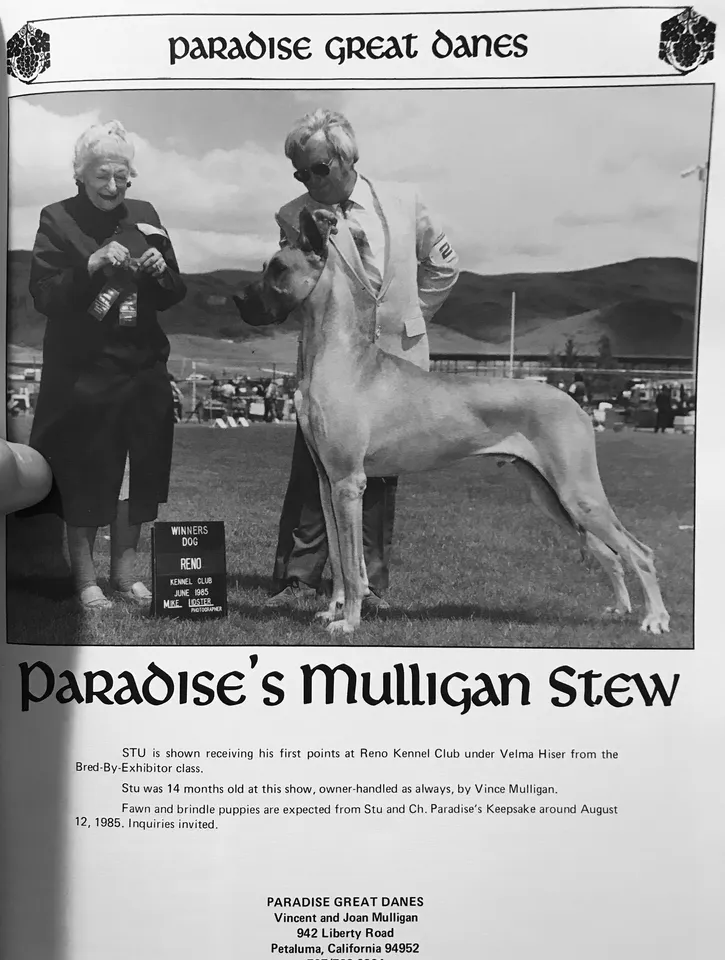 PARADISE GREAT DANES
WINNERS
DOG
RENO
KENNEL CLUB
JUNE 1985
MIKE LIDSTER
PHOTOGRAPHER
PARADISE'S MULLIGAN STEW
STU is shown receiving his first points at Reno Kennel Club under Velma Hiser from the
Bred-By-Exhibitor class.
Stu was 14 months old at this show, owner-handled as always, by Vince Mulligan.
Fawn and brindle puppies are expected from Stu and Ch. Paradise's Keepsake around August
12, 1985. Inquiries invited.
PARADISE GREAT DANES
Vincent and Joan Mulligan
942 Liberty Road
Petaluma, California 94952